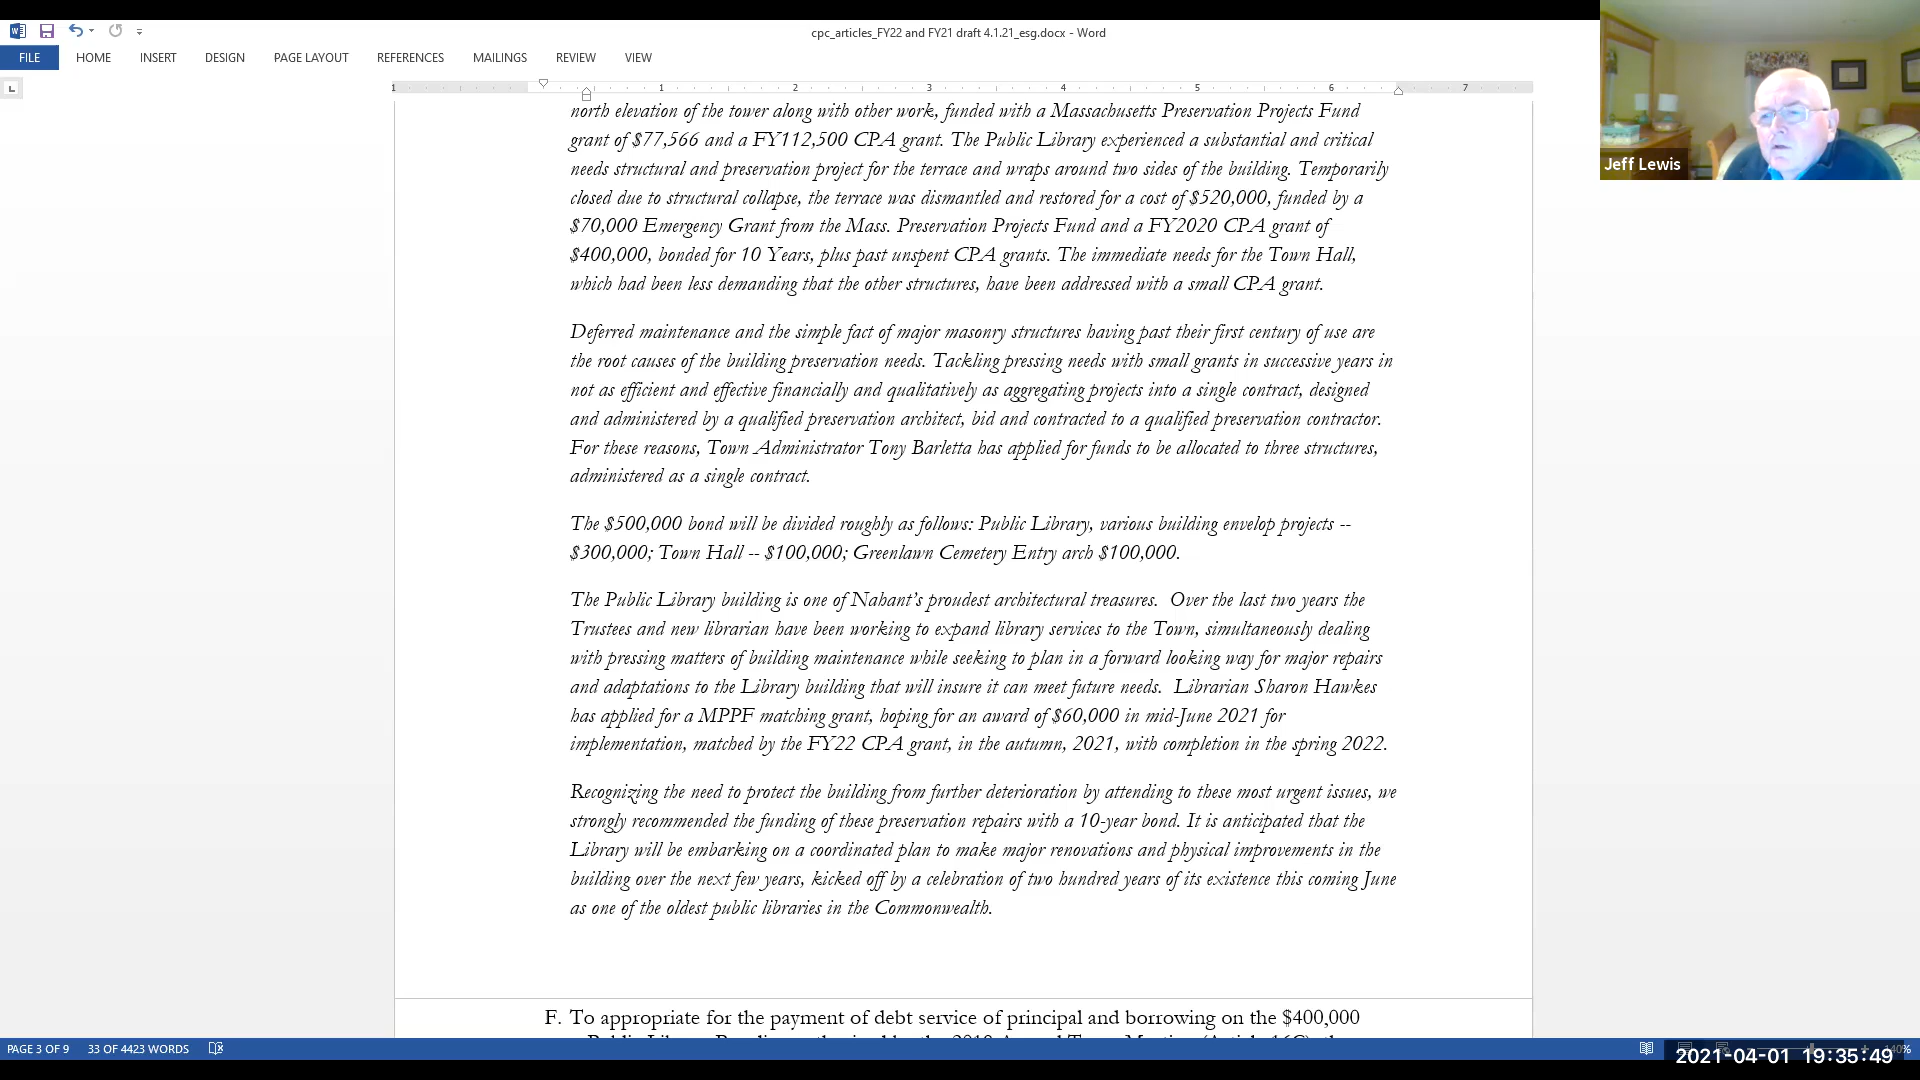 cpc_articles_FY22 and FY21 draft 4.1.21_esg.docx - Word
FILE HOME INSERT DESIGN PAGE LAYOUT REFERENCES MAILINGS REVIEW VIEW
1 1 2 3 4 5 6 7
Jeff Lewis
north elevation of the tower along with other work, funded with a Massachusetts Preservation Projects Fund
grant of $77,566 and a FY112,500 CPA grant. The Public Library experienced a substantial and critical
needs structural and preservation project for the terrace and wraps around two sides of the building. Temporarily
closed due to structural collapse, the terrace was dismantled and restored for a cost of $520,000, funded by a
$70,000 Emergency Grant from the Mass. Preservation Projects Fund and a FY2020 CPA grant of
$400,000, bonded for 10 Years, plus past unspent CPA grants. The immediate needs for the Town Hall,
which had been less demanding that the other structures, have been addressed with a small CPA grant.
Deferred maintenance and the simple fact of major masonry structures having past their first century of use are
the root causes of the building preservation needs. Tackling pressing needs with small grants in successive years in
not as efficient and effective financially and qualitatively as aggregating projects into a single contract, designed
and administered by a qualified preservation architect, bid and contracted to a qualified preservation contractor.
For these reasons, Town Administrator Tony Barletta has applied for funds to be allocated to three structures,
administered as a single contract.
The $500,000 bond will be divided roughly as follows: Public Library, various building envelop projects --
$300,000; Town Hall -- $100,000; Greenlawn Cemetery Entry arch $100,000.
The Public Library building is one of Nahant's proudest architectural treasures.  Over the last two years the
Trustees and new librarian have been working to expand library services to the Town, simultaneously dealing
with pressing matters of building maintenance while seeking to plan in a forward looking way for major repairs
and adaptations to the Library building that will insure it can meet future needs.  Librarian Sharon Hawkes
has applied for a MPPF matching grant, hoping for an award of $60,000 in mid-June 2021 for
implementation, matched by the FY22 CPA grant, in the autumn, 2021, with completion in the spring 2022.
Recognizing the need to protect the building from further deterioration by attending to these most urgent issues, we
strongly recommended the funding of these preservation repairs with a 10-year bond. It is anticipated that the
Library will be embarking on a coordinated plan to make major renovations and physical improvements in the
building over the next few years, kicked off by a celebration of two hundred years of its existence this coming June
as one of the oldest public libraries in the Commonwealth.
F. To appropriate for the payment of debt service of principal and borrowing on the $400,000
PAGE 3 OF 9 33 OF 4423 WORDS
2021-04-01 19:35:49